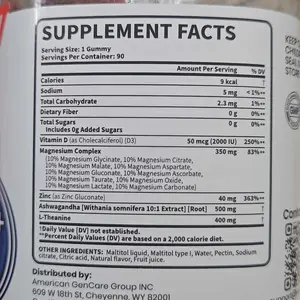 SUPPLEMENT FACTS
Serving Size: 1 Gummy
Servings Per Container: 90
Amount Per Serving % DV
Calories 9 kcal †
Sodium 5 mg < 1%**
Total Carbohydrate 2.3 mg 1%**
Dietary Fiber 0 g 0%**
Total Sugars 0 g 0%**
Includes 0g Added Sugars
Vitamin D (as Cholecalciferol) (D3) 50 mcg (2000 IU) 250%**
Magnesium Complex 350 mg 83%**
(10% Magnesium Glycinate, 10% Magnesium Citrate,
10% Magnesium Malate, 10% Magnesium Oxide,
10% Magnesium Gluconate, 10% Magnesium Ascorbate,
10% Magnesium Taurate, 10% Magnesium Oxide,
10% Magnesium Lactate, 10% Magnesium Carbonate)
Zinc (as Zinc Gluconate) 40 mg 363%**
Ashwagandha [Withania somnifera 10:1 Extract] [Root] 500 mg †
L-Theanine 400 mg †
†Daily Value (DV) not established.
**Percent Daily Values (DV) are based on a 2,000 calorie diet.
OTHER INGREDIENTS: Maltitol liquid, Maltitol type I, Water, Pectin, Sodium
citrate, Citric acid, Natural flavor, Fruit juice.
Distributed by:
American GenCare Group INC
609 W 18th St, Cheyenne, WY 82001
KEEP